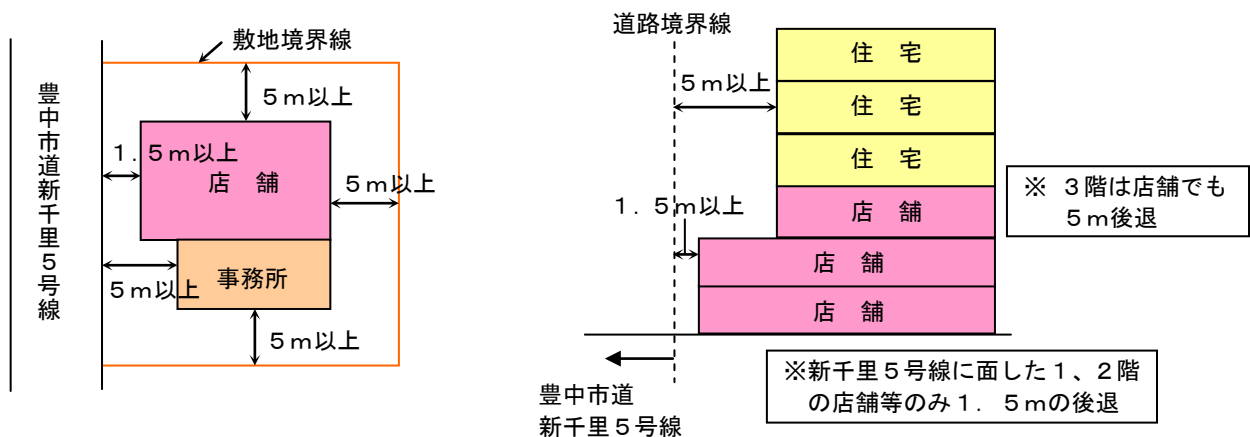 敷地境界線
豊中市道新千里5号線
5m以上
1.5m以上
店 舗
5m以上
5m以上
事務所
5m以上
道路境界線
5m以上
住 宅
住 宅
住 宅
店 舗
1.5m以上
店 舗
店 舗
※ 3階は店舗でも
5m後退
豊中市道
新千里5号線
※新千里5号線に面した1、2階
の店舗等のみ1.5mの後退